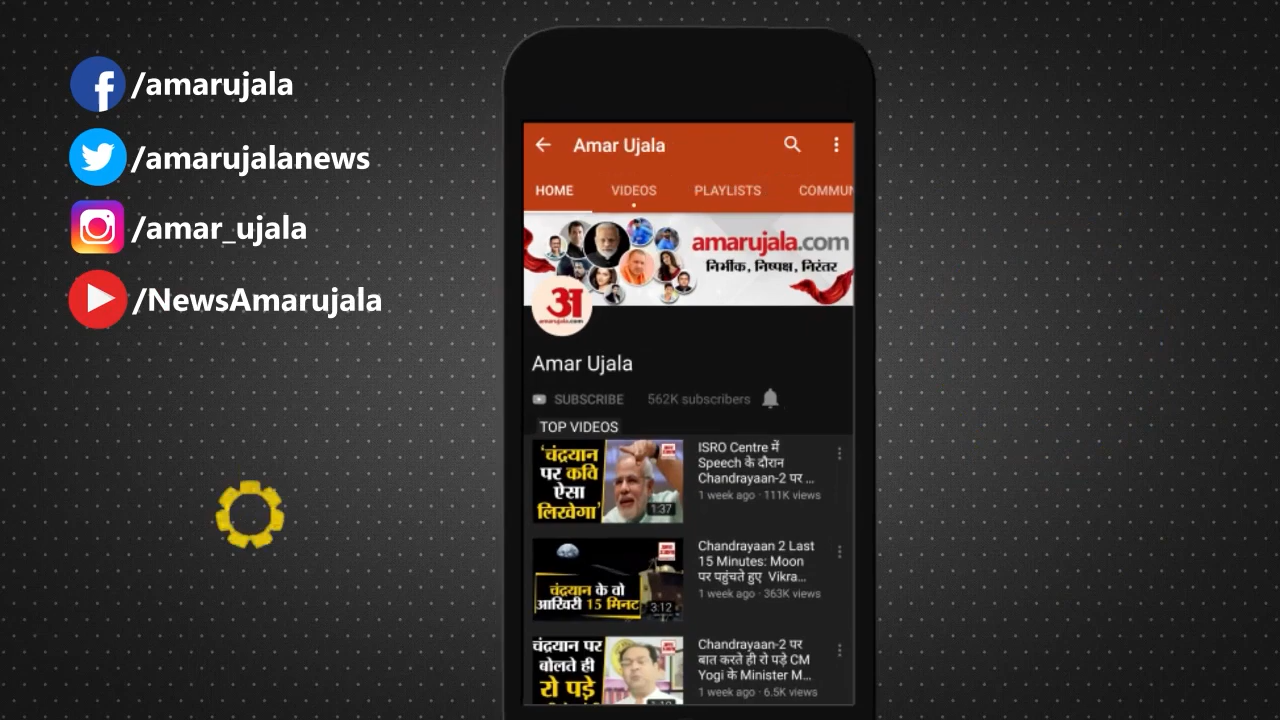 /amarujala
/amarujalanews
/amar_ujala
/NewsAmarujala
Amar Ujala
HOME VIDEOS PLAYLISTS COMMUN
amarujala.com
निर्भीक, निष्पक्ष, निरंतर
अ
amarujala.com
Amar Ujala
SUBSCRIBE 562K subscribers
TOP VIDEOS
'चंद्रयान
पर कवि
ऐसा
लिखेगा'
1:37
ISRO Centre में
Speech के दौरान
Chandrayaan-2 पर ...
1 week ago · 111K views
चंद्रयान के वो
आखिरी 15 मिनट
3:12
Chandrayaan 2 Last
15 Minutes: Moon
पर पहुंचते हुए Vikra...
1 week ago · 363K views
चंद्रयान पर
बोलते ही
रो पड़े
Chandrayaan-2 पर
बात करते ही रो पड़े CM
Yogi के Minister M...
1 week ago · 6.5K views